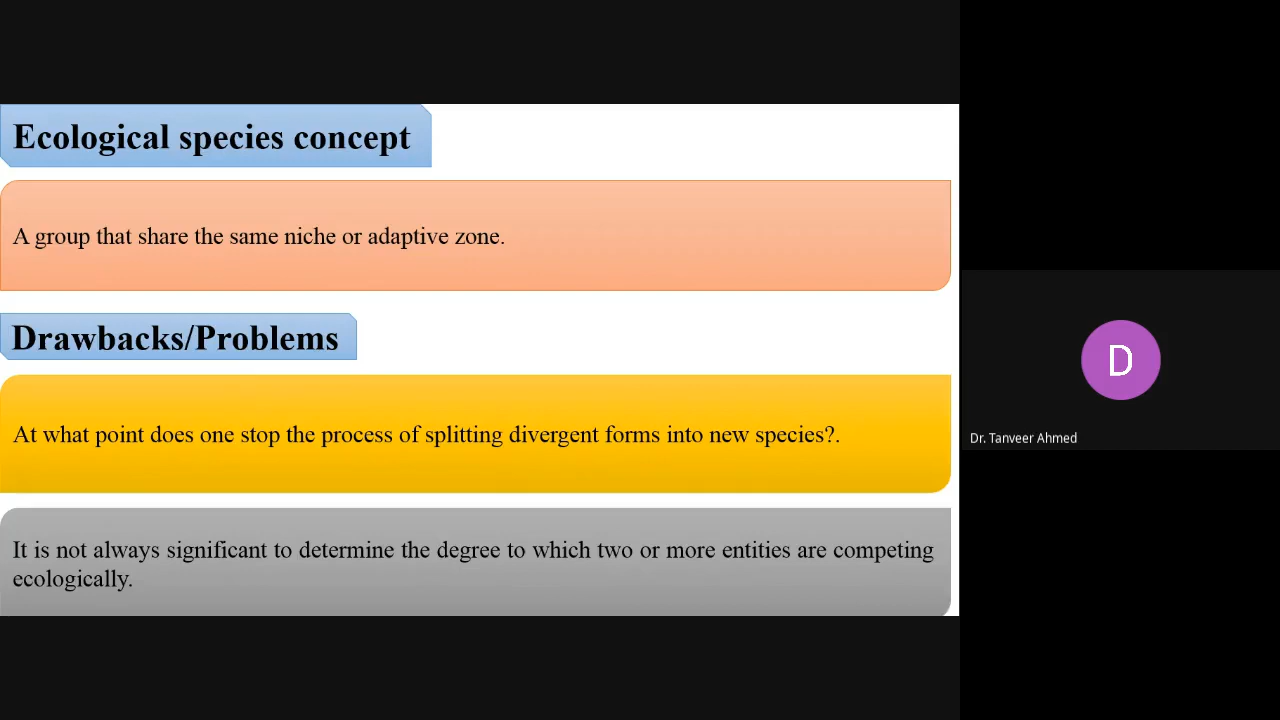 Ecological species concept
A group that share the same niche or adaptive zone.
Drawbacks/Problems
At what point does one stop the process of splitting divergent forms into new species?.
It is not always significant to determine the degree to which two or more entities are competing
ecologically.
D
Dr. Tanveer Ahmed